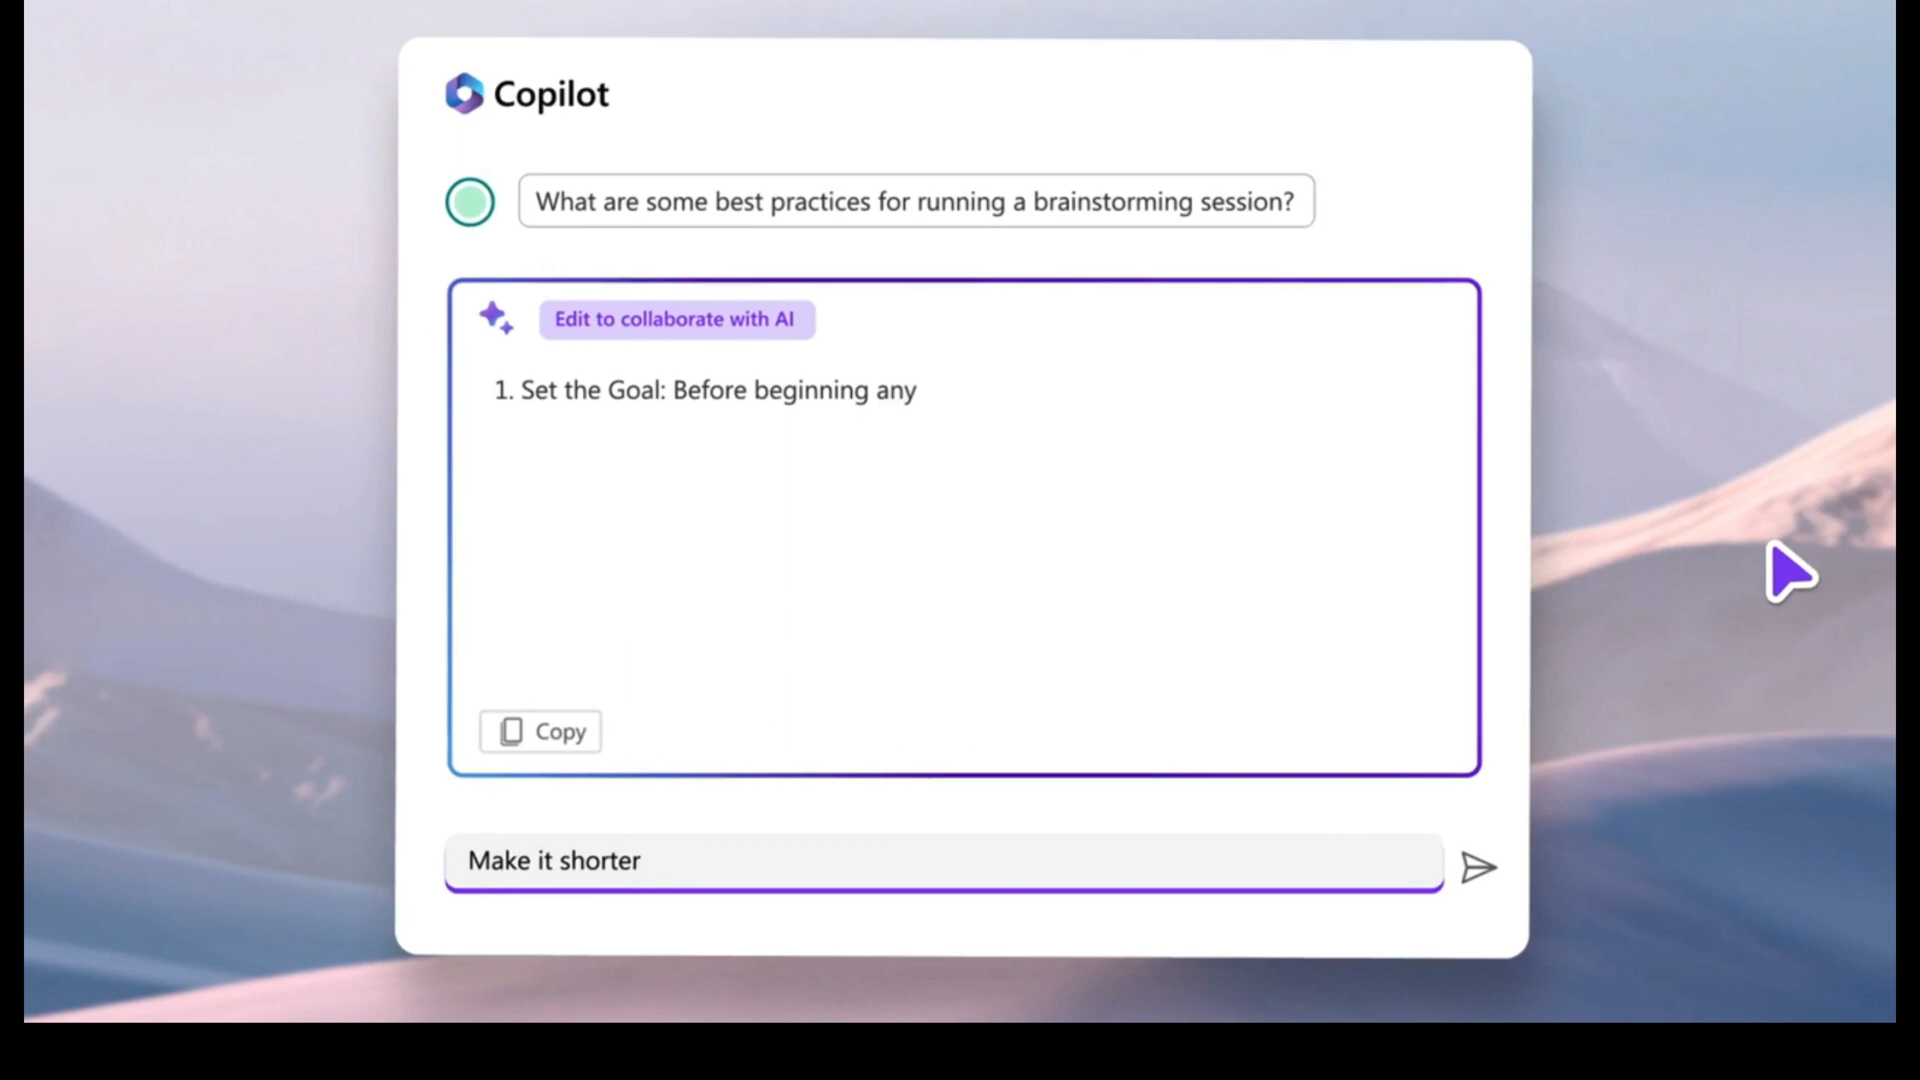 Copilot
What are some best practices for running a brainstorming session?
Edit to collaborate with AI
1. Set the Goal: Before beginning any
Copy
Make it shorter